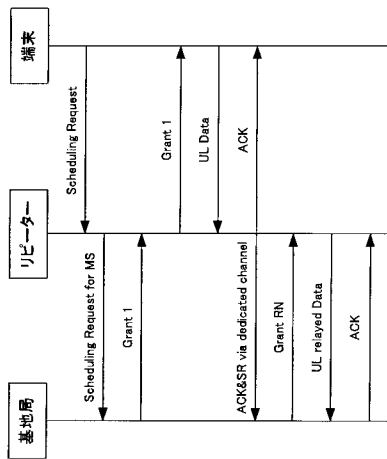 基地局
リピーター
端末
Scheduling Request
Scheduling Request for MS
Grant 1
Grant 1
UL Data
ACK
ACK&SR via dedicated channel
Grant RN
UL relayed Data
ACK